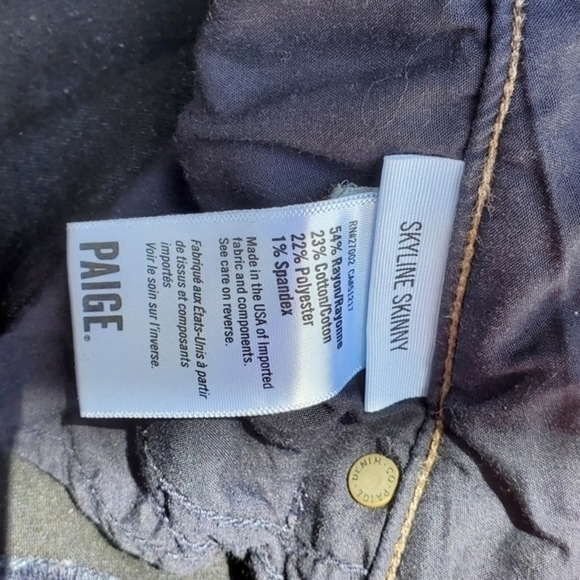 SKYLINE SKINNY
RN#27002 CA#51217
54% Rayon/Rayonne
23% Cotton/Coton
22% Polyester
1% Spandex
Made in the USA of Imported
fabric and components.
See care on reverse.
Fabriqué aux États-Unis à partir
de tissus et composants
importés
Voir le soin sur l'inverse.
PAIGE®
DENIM·CO·PAIGE